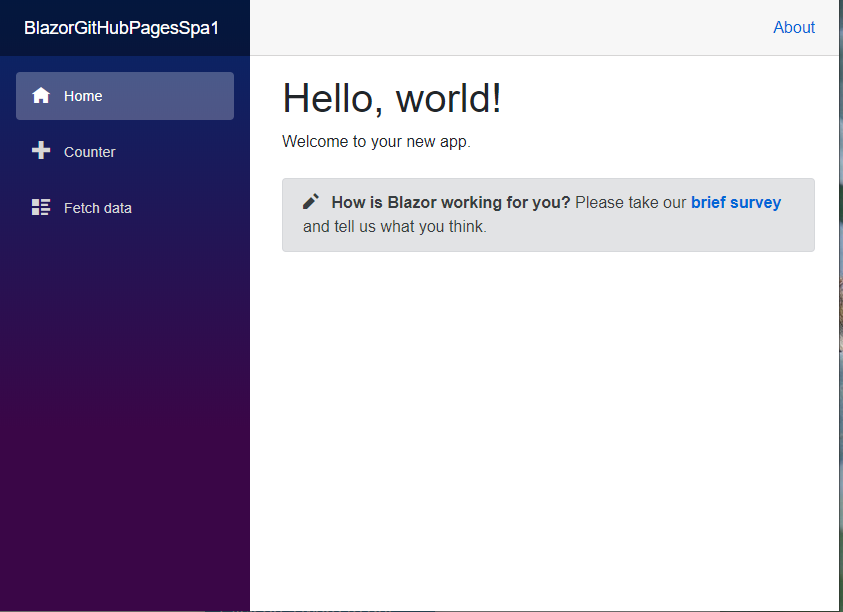 BlazorGitHubPagesSpa1
About
Home
Counter
Fetch data
Hello, world!
Welcome to your new app.
How is Blazor working for you? Please take our brief survey
and tell us what you think.